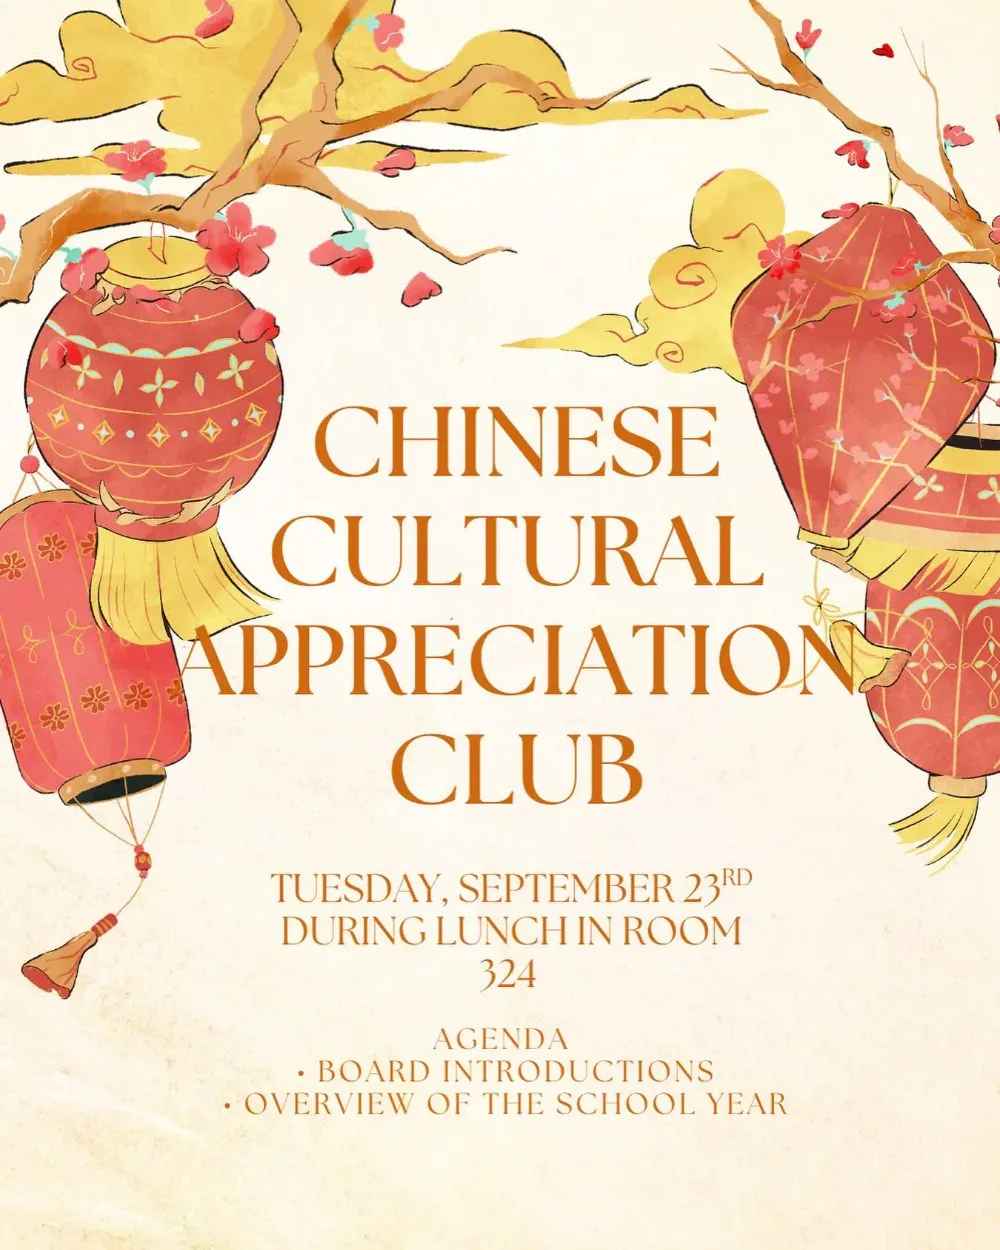 CHINESE
CULTURAL
APPRECIATION
CLUB
TUESDAY, SEPTEMBER 23RD
DURING LUNCH IN ROOM
324
AGENDA
• BOARD INTRODUCTIONS
• OVERVIEW OF THE SCHOOL YEAR